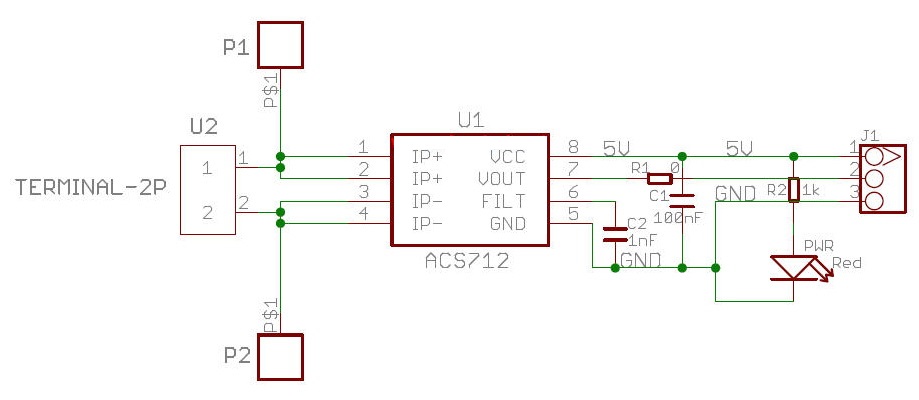 P1
P$1
J1
U2
U1
1
1
1
IP+
VCC
8
5V
5V
1
2
IP+
VOUT
7
R1
0
2
TERMINAL-2P
2
2
3
IP-
FILT
6
C1
GND
R2
1k
3
4
IP-
GND
5
100nF
C2
1nF
GND
ACS712
PWR
Red
P$1
P2